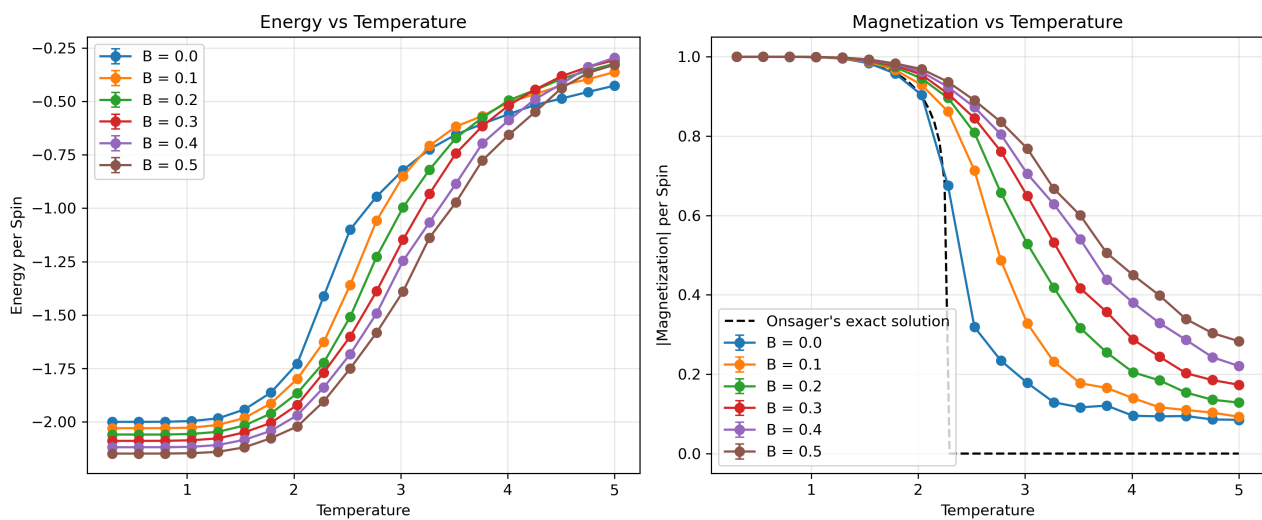 Energy vs Temperature
−0.25
−0.50
−0.75
−1.00
−1.25
−1.50
−1.75
−2.00
Energy per Spin
B = 0.0
B = 0.1
B = 0.2
B = 0.3
B = 0.4
B = 0.5
1 2 3 4 5
Temperature
Magnetization vs Temperature
1.0
0.8
0.6
0.4
0.2
0.0
|Magnetization| per Spin
Onsager's exact solution
B = 0.0
B = 0.1
B = 0.2
B = 0.3
B = 0.4
B = 0.5
1 2 3 4 5
Temperature